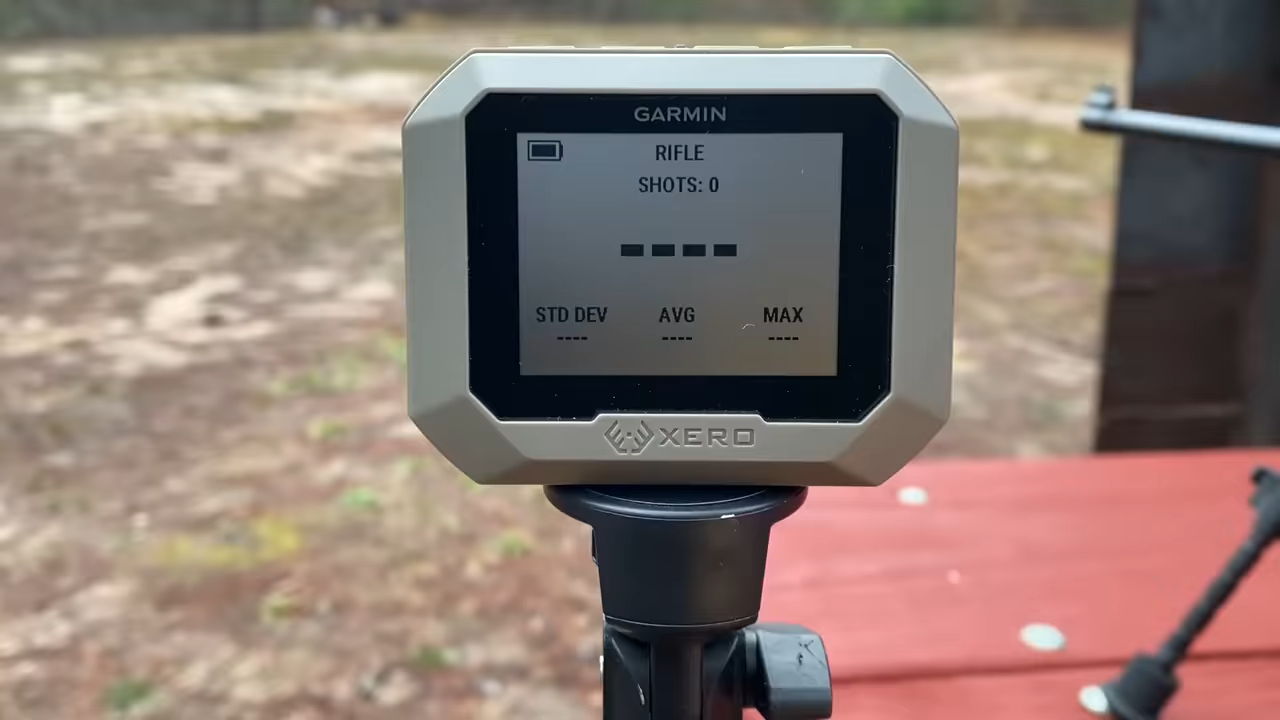 GARMIN
RIFLE
SHOTS: 0
----
STD DEV AVG MAX
---- ---- ----
XERO